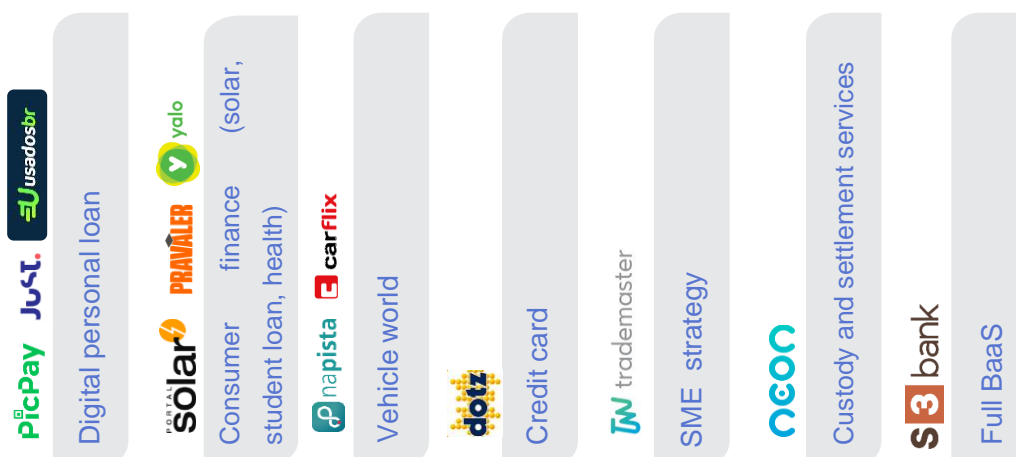 PicPay JUST. Usadosbr
Digital personal loan
PORTAL solar PRAVALER yalo
Consumer finance (solar,
student loan, health)
napista carflix
Vehicle world
dotz
Credit card
trademaster
SME strategy
neon
Custody and settlement services
s3 bank
Full BaaS